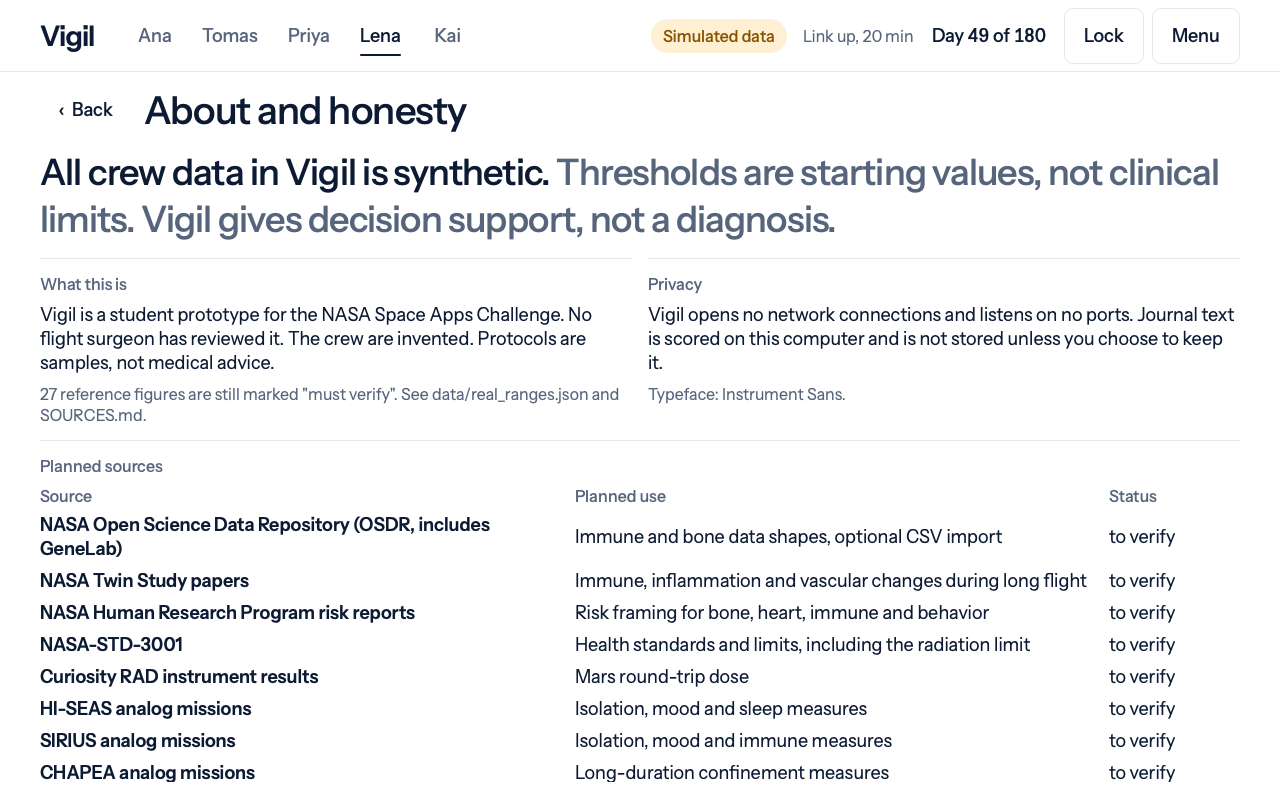 Vigil
Ana Tomas Priya Lena Kai
Simulated data Link up, 20 min Day 49 of 180 Lock Menu
‹ Back About and honesty
All crew data in Vigil is synthetic. Thresholds are starting values, not clinical
limits. Vigil gives decision support, not a diagnosis.
What this is
Vigil is a student prototype for the NASA Space Apps Challenge. No
flight surgeon has reviewed it. The crew are invented. Protocols are
samples, not medical advice.
27 reference figures are still marked "must verify". See data/real_ranges.json and
SOURCES.md.
Privacy
Vigil opens no network connections and listens on no ports. Journal text
is scored on this computer and is not stored unless you choose to keep
it.
Typeface: Instrument Sans.
Planned sources
Source Planned use Status
NASA Open Science Data Repository (OSDR, includes
GeneLab) Immune and bone data shapes, optional CSV import to verify
NASA Twin Study papers Immune, inflammation and vascular changes during long flight to verify
NASA Human Research Program risk reports Risk framing for bone, heart, immune and behavior to verify
NASA-STD-3001 Health standards and limits, including the radiation limit to verify
Curiosity RAD instrument results Mars round-trip dose to verify
HI-SEAS analog missions Isolation, mood and sleep measures to verify
SIRIUS analog missions Isolation, mood and immune measures to verify
CHAPEA analog missions Long-duration confinement measures to verify